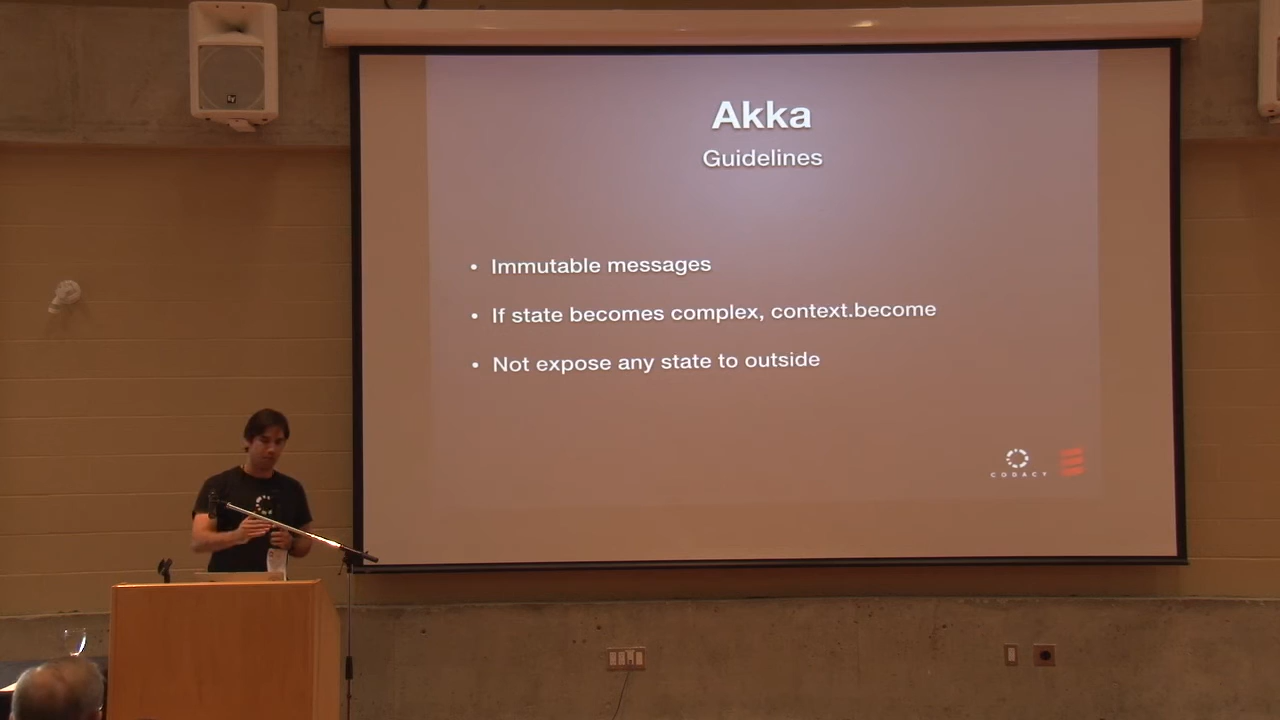 Akka
Guidelines
• Immutable messages
• If state becomes complex, context.become
• Not expose any state to outside
CODACY